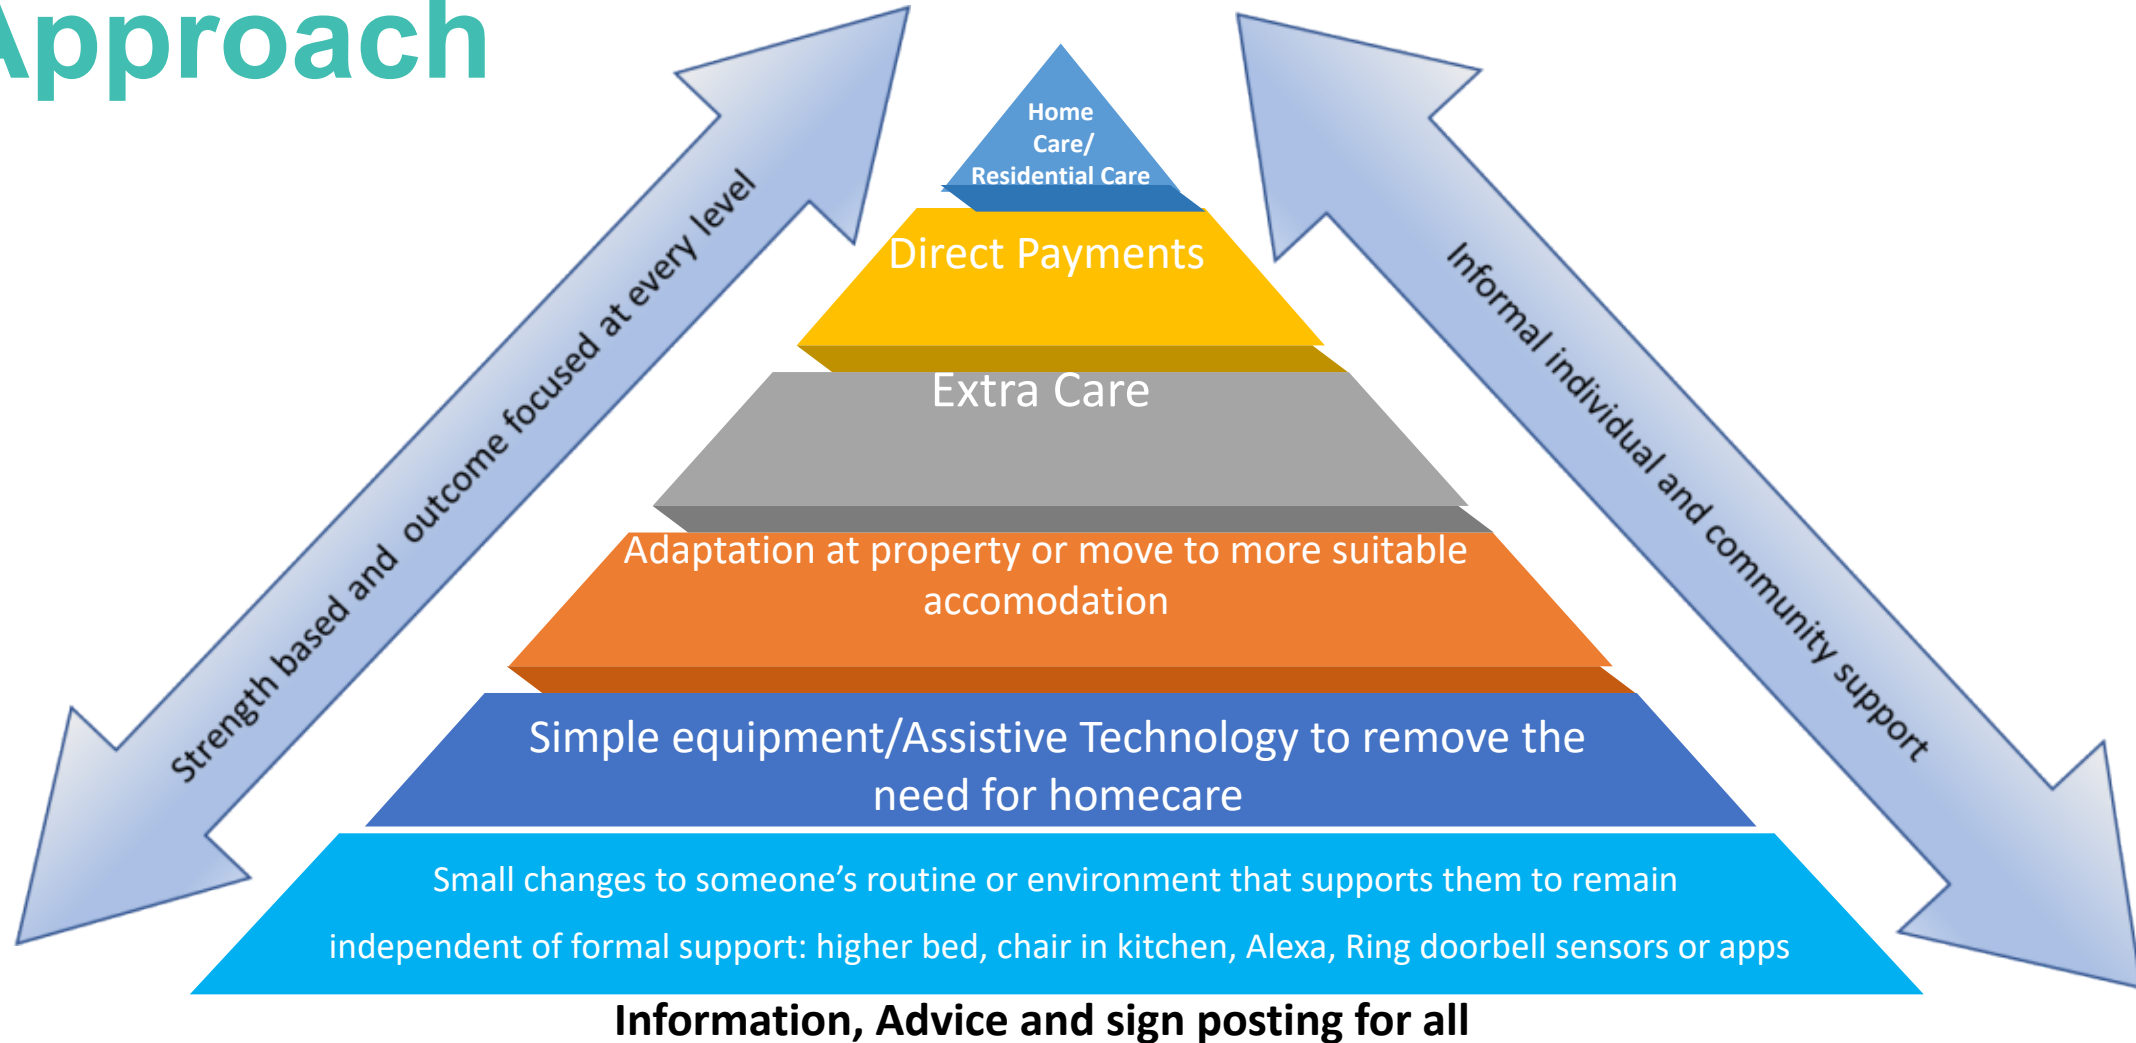 Approach
Home
Care/
Residential Care
Direct Payments
Extra Care
Adaptation at property or move to more suitable
accomodation
Simple equipment/Assistive Technology to remove the
need for homecare
Small changes to someone’s routine or environment that supports them to remain
independent of formal support: higher bed, chair in kitchen, Alexa, Ring doorbell sensors or apps
Information, Advice and sign posting for all
Strength based and outcome focused at every level
Informal individual and community support